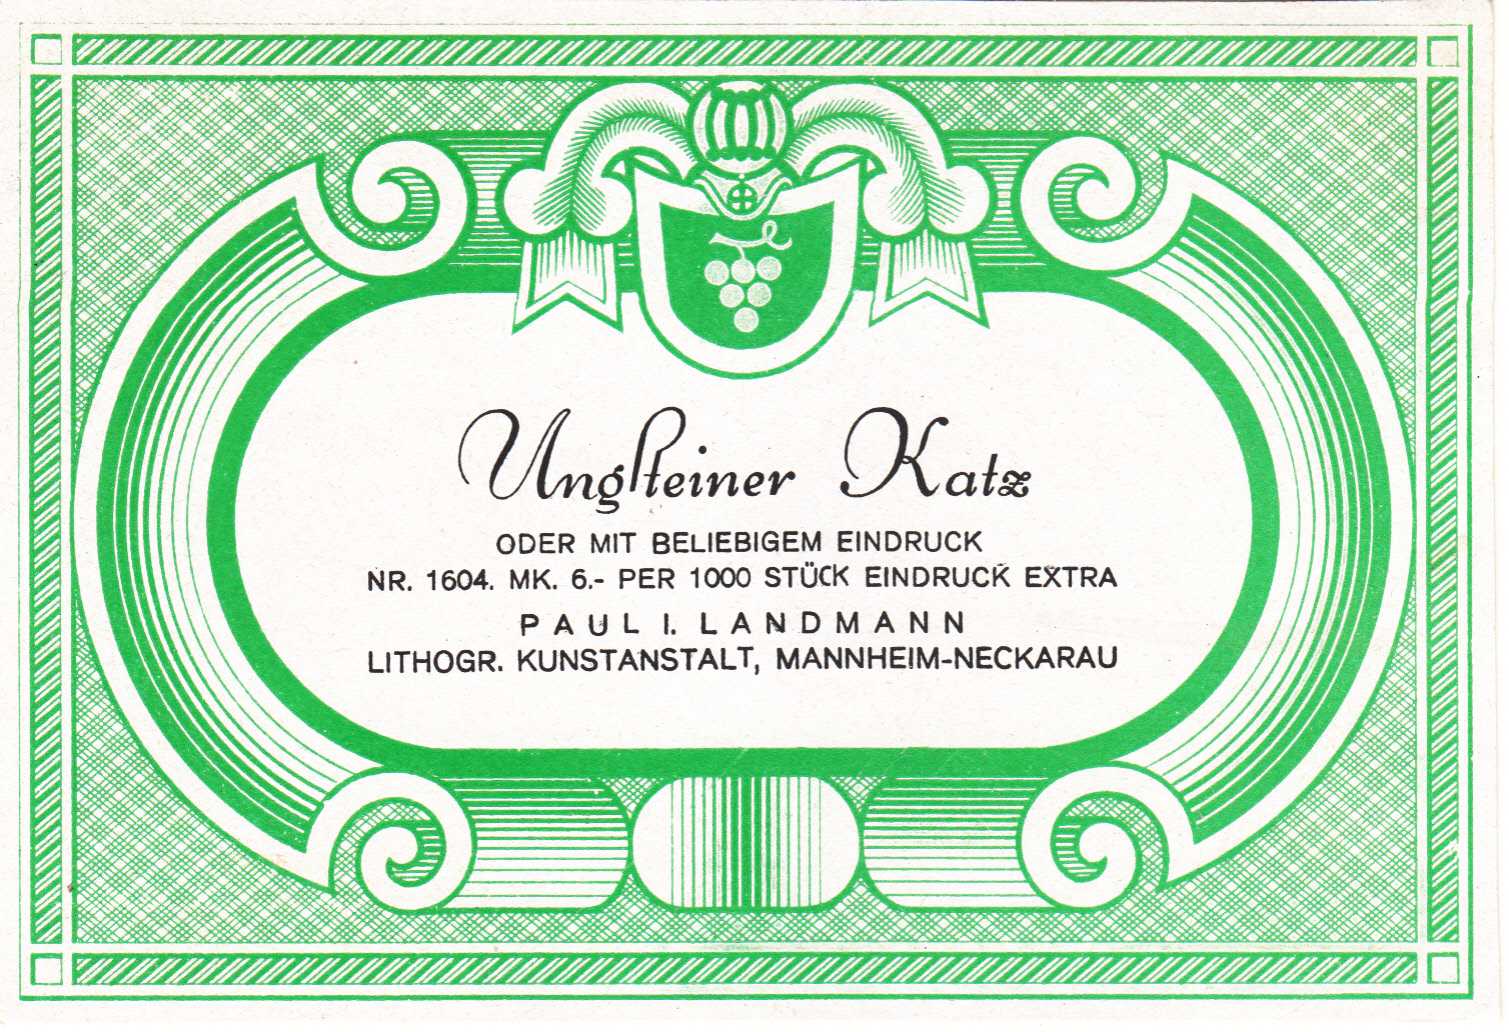 Ungſteiner Katz
ODER MIT BELIEBIGEM EINDRUCK
NR. 1604. MK. 6.- PER 1000 STÜCK EINDRUCK EXTRA
PAUL I. LANDMANN
LITHOGR. KUNSTANSTALT, MANNHEIM-NECKARAU